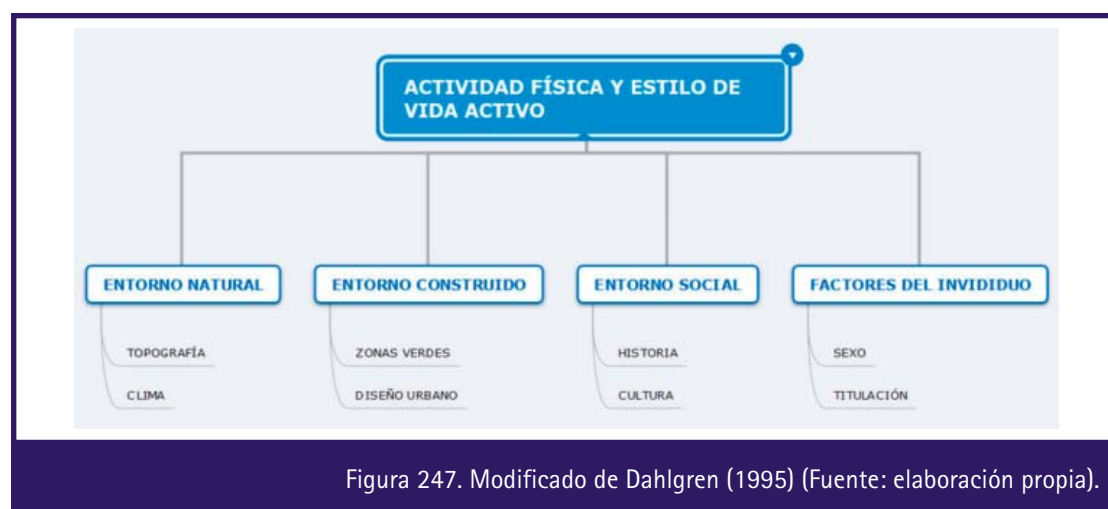 ACTIVIDAD FÍSICA Y ESTILO DE
VIDA ACTIVO
ENTORNO NATURAL
TOPOGRAFÍA
CLIMA
ENTORNO CONSTRUIDO
ZONAS VERDES
DISEÑO URBANO
ENTORNO SOCIAL
HISTORIA
CULTURA
FACTORES DEL INVIDIDUO
SEXO
TITULACIÓN
Figura 247. Modificado de Dahlgren (1995) (Fuente: elaboración propia).